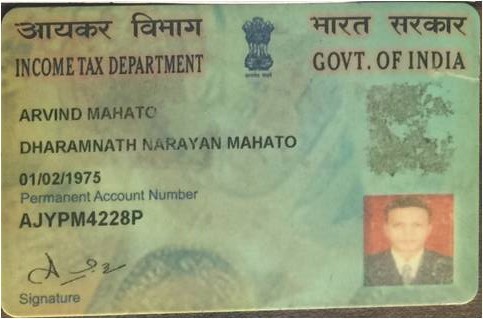 आयकर विभाग भारत सरकार
INCOME TAX DEPARTMENT GOVT. OF INDIA
ARVIND MAHATO
DHARAMNATH NARAYAN MAHATO
01/02/1975
Permanent Account Number
AJYPM4228P
Signature